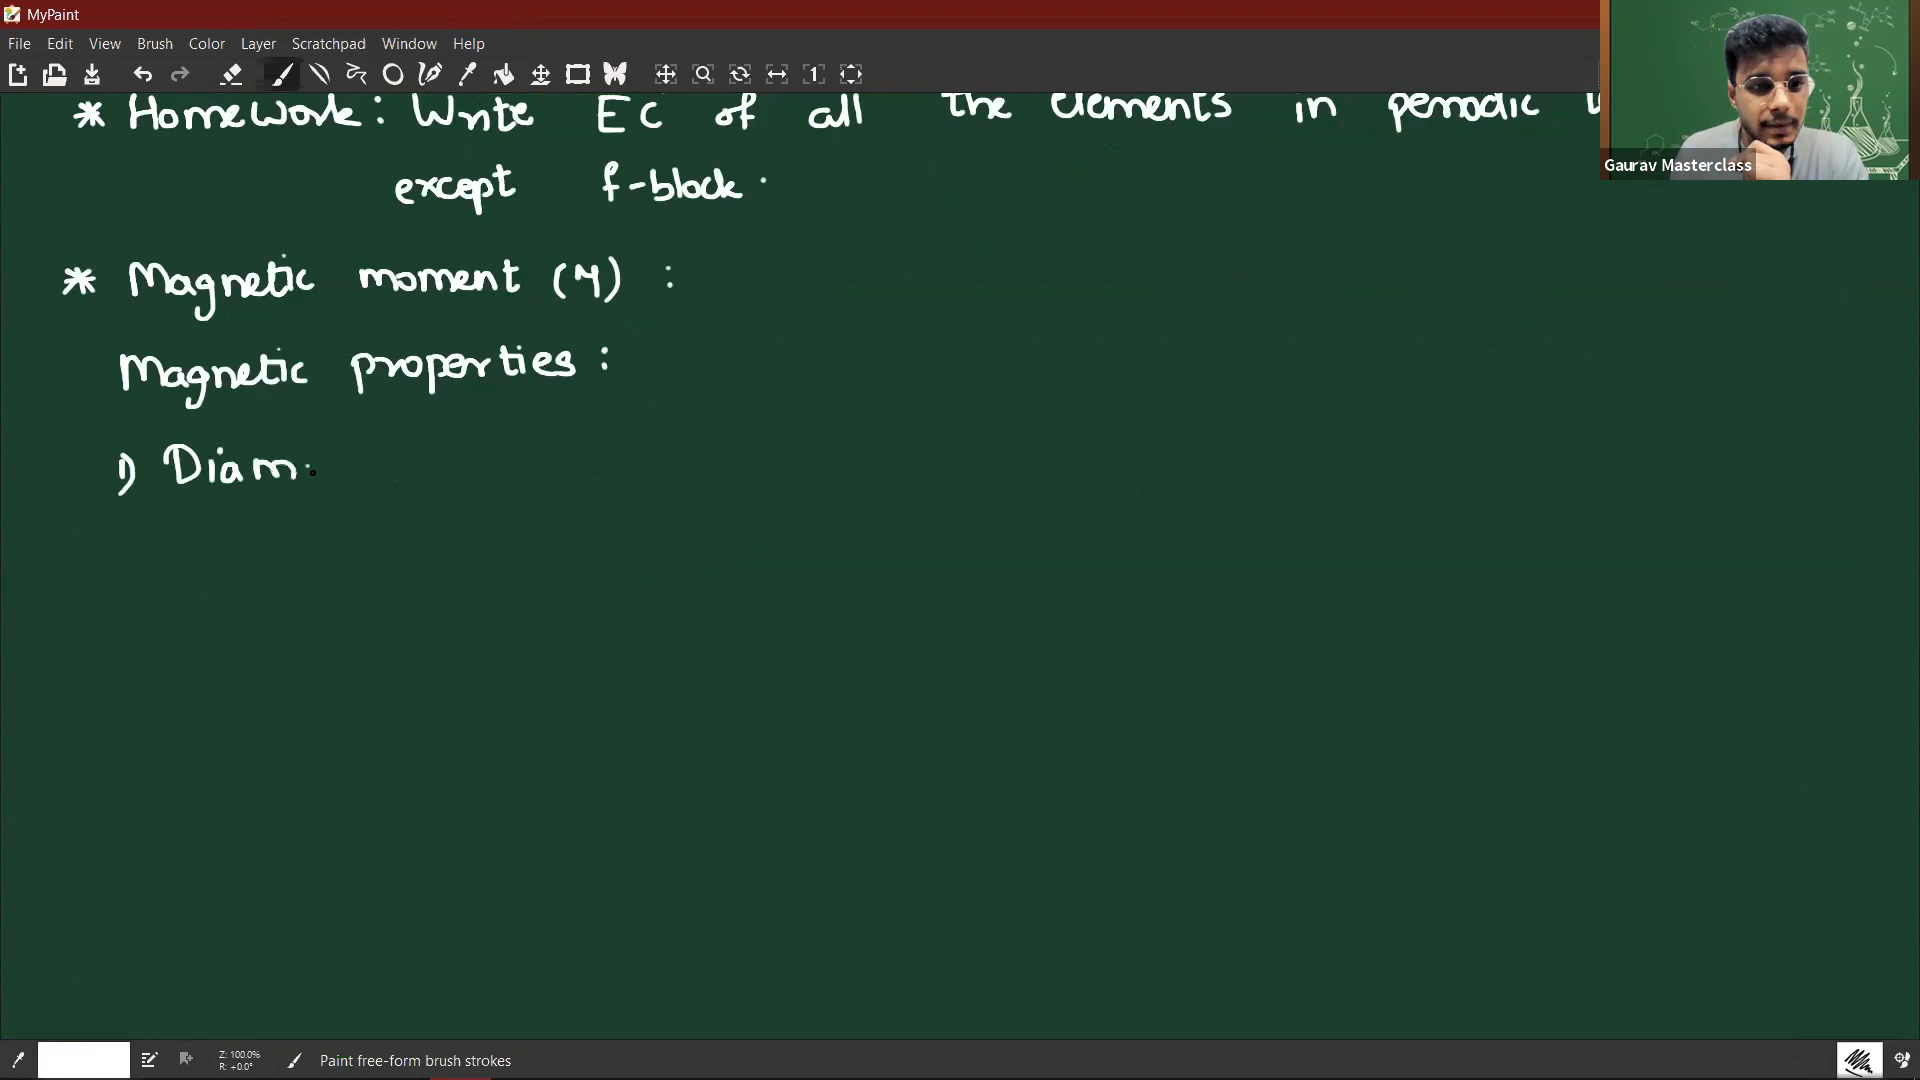 MyPaint
File Edit View Brush Color Layer Scratchpad Window Help
* Homework: Write EC of all the elements in periodic
except f-block.
Gaurav Masterclass
* Magnetic moment (M) :
Magnetic properties :
1) Diam
Z: 100.0%
R: +0.0°
Paint free-form brush strokes